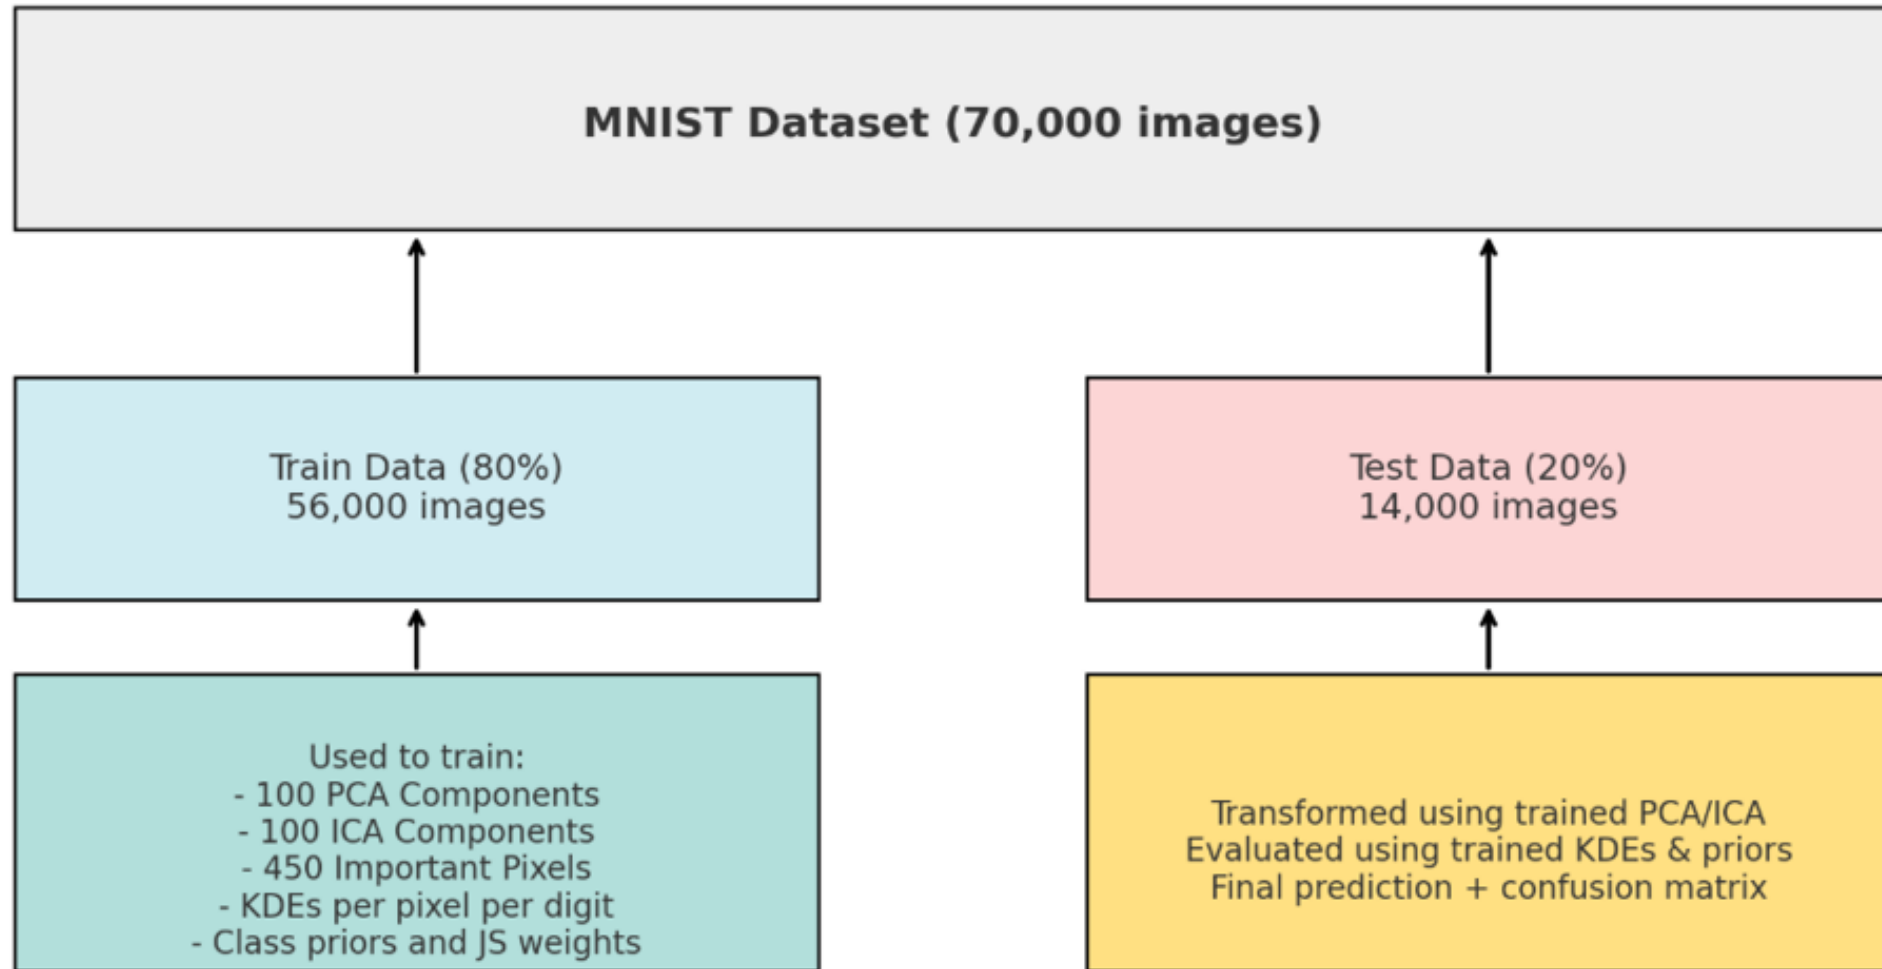 MNIST Dataset (70,000 images)
Train Data (80%)
56,000 images
Test Data (20%)
14,000 images
Used to train:
- 100 PCA Components
- 100 ICA Components
- 450 Important Pixels
- KDEs per pixel per digit
- Class priors and JS weights
Transformed using trained PCA/ICA
Evaluated using trained KDEs & priors
Final prediction + confusion matrix